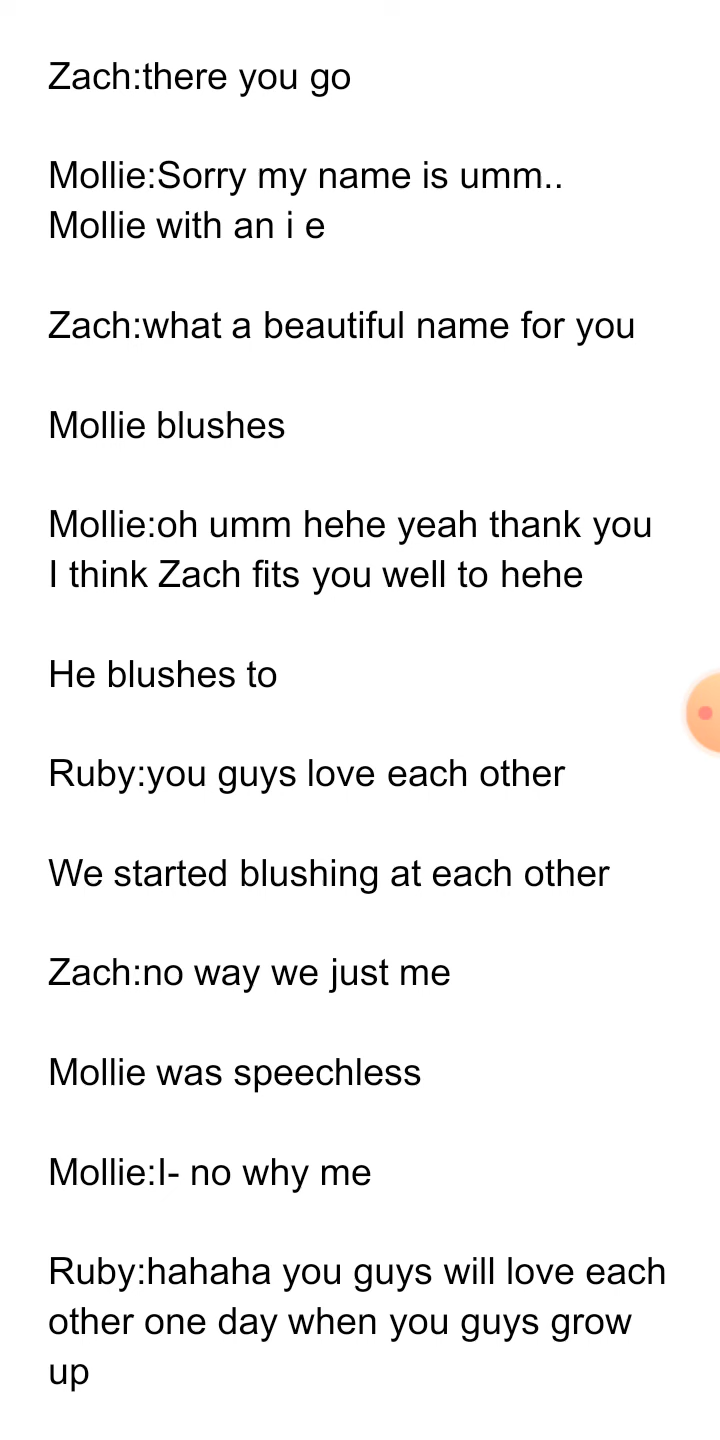 Zach:there you go
Mollie:Sorry my name is umm..
Mollie with an i e
Zach:what a beautiful name for you
Mollie blushes
Mollie:oh umm hehe yeah thank you
I think Zach fits you well to hehe
He blushes to
Ruby:you guys love each other
We started blushing at each other
Zach:no way we just me
Mollie was speechless
Mollie:I- no why me
Ruby:hahaha you guys will love each
other one day when you guys grow
up